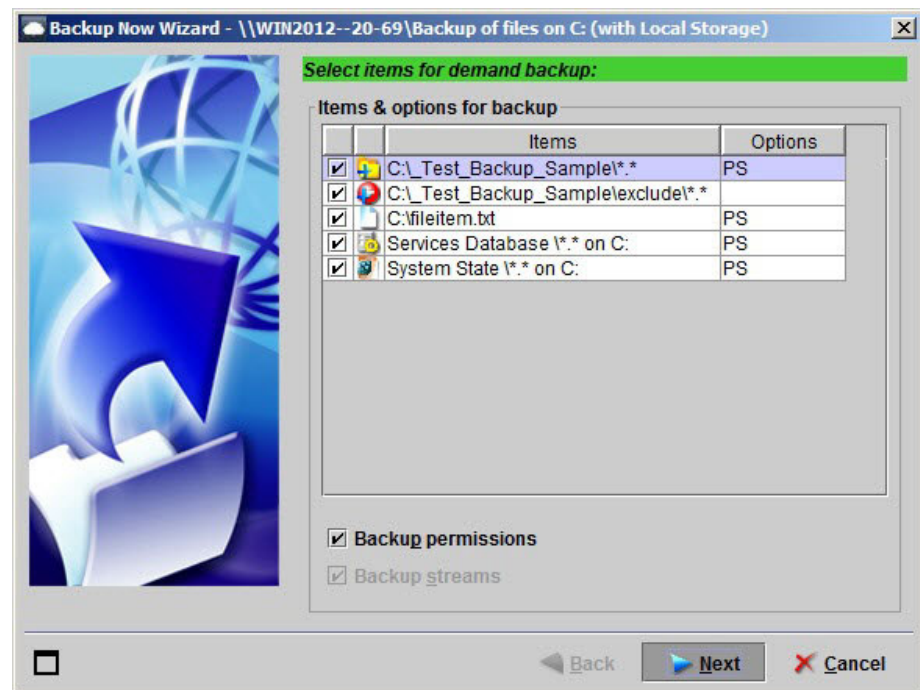 Backup Now Wizard - \\WIN2012--20-69\Backup of files on C: (with Local Storage)
Select items for demand backup:
Items & options for backup
Items Options
C:\_Test_Backup_Sample\*.* PS
C:\_Test_Backup_Sample\exclude\*.*
C:\fileitem.txt PS
Services Database \*.* on C: PS
System State \*.* on C: PS
Backup permissions
Backup streams
Back Next Cancel